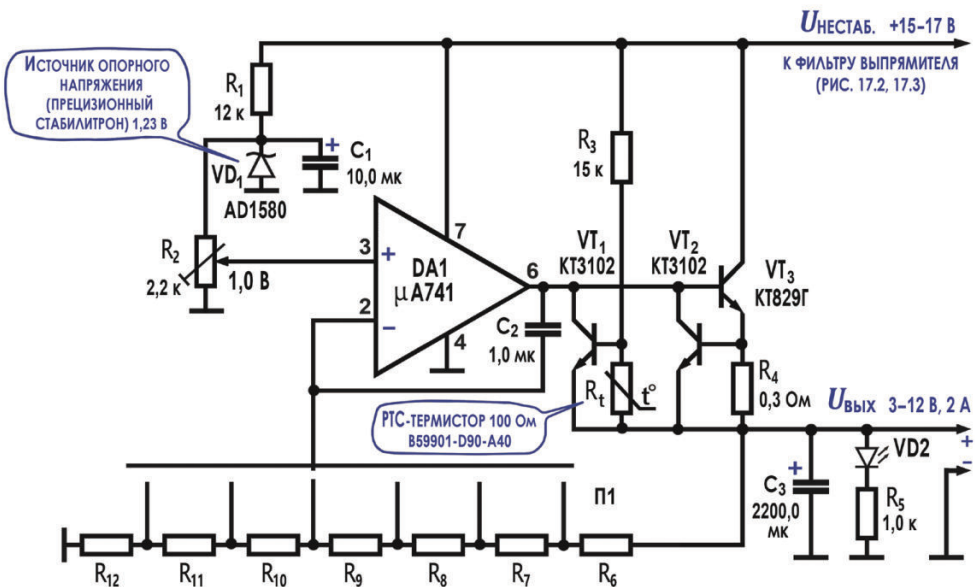 Uнестаб. +15–17 В
К ФИЛЬТРУ ВЫПРЯМИТЕЛЯ
(РИС. 17.2, 17.3)
Источник опорного
напряжения
(прецизионный
стабилитрон) 1,23 В
R1
12 к
VD1
AD1580
+
C1
10,0 мк
R3
15 к
R2
2,2 к
1,0 В
3
+
2
–
7
DA1
μA741
4
6
C2
1,0 мк
VT1
КТ3102
VT2
КТ3102
VT3
КТ829Г
Rt
t°
R4
0,3 Ом
РТС-термистор 100 Ом
B59901-D90-A40
Uвых 3–12 В, 2 А
+
–
VD2
+
C3
2200,0
мк
R5
1,0 к
П1
R12
R11
R10
R9
R8
R7
R6